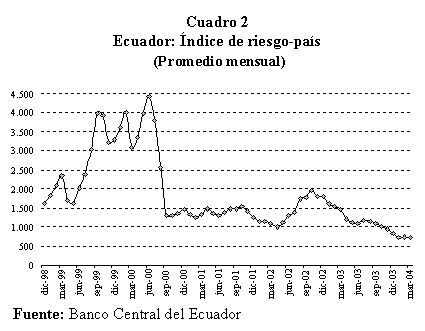 Cuadro 2
Ecuador: Índice de riesgo-país
(Promedio mensual)
4.500
4.000
3.500
3.000
2.500
2.000
1.500
1.000
500
0
dic-98
mar-99
jun-99
sep-99
dic-99
mar-00
jun-00
sep-00
dic-00
mar-01
jun-01
sep-01
dic-01
mar-02
jun-02
sep-02
dic-02
mar-03
jun-03
sep-03
dic-03
mar-04
Fuente: Banco Central del Ecuador